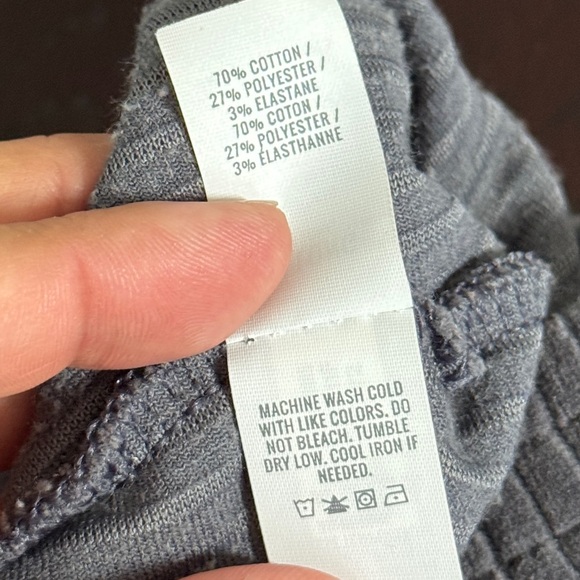 70% COTTON /
27% POLYESTER /
3% ELASTANE /
70% COTON /
27% POLYESTER /
3% ÉLASTHANNE
MACHINE WASH COLD
WITH LIKE COLORS. DO
NOT BLEACH. TUMBLE
DRY LOW. COOL IRON IF
NEEDED.